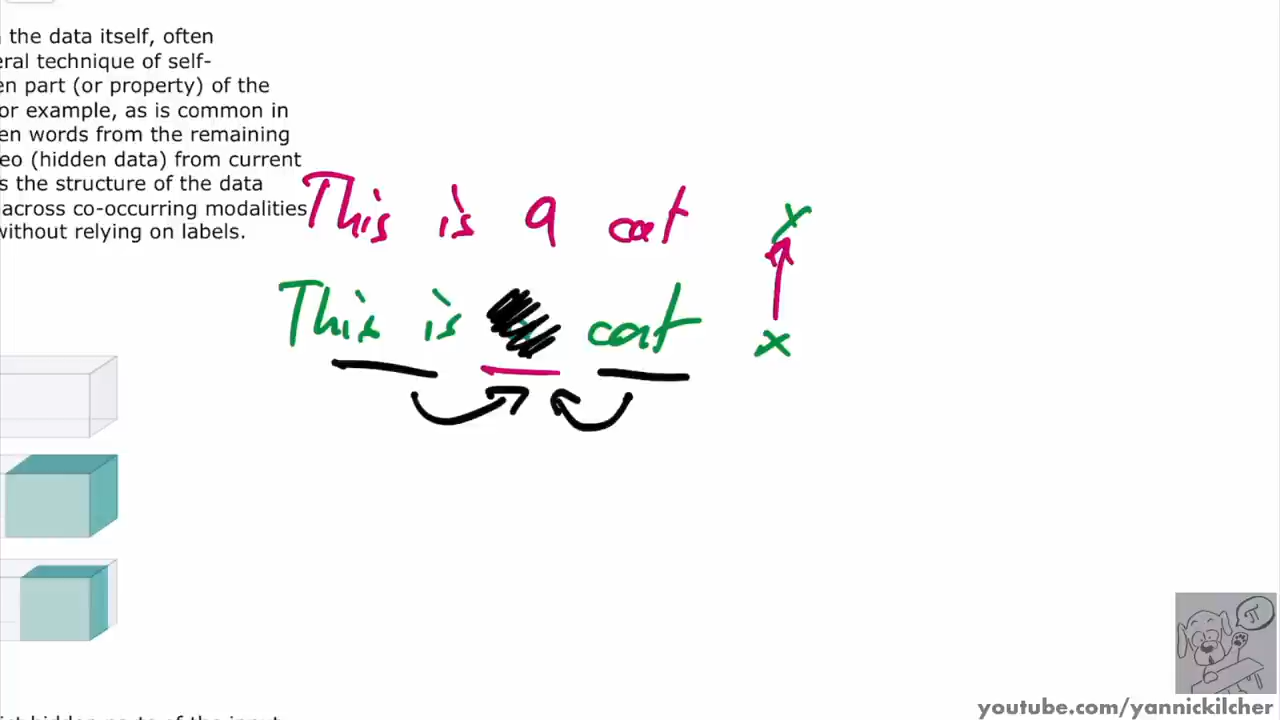 the data itself, often
eral technique of self-
en part (or property) of the
or example, as is common in
en words from the remaining
eo (hidden data) from current
s the structure of the data
across co-occurring modalities
without relying on labels.
This is a cat
y
This is cat
x
π
youtube.com/yannickilcher